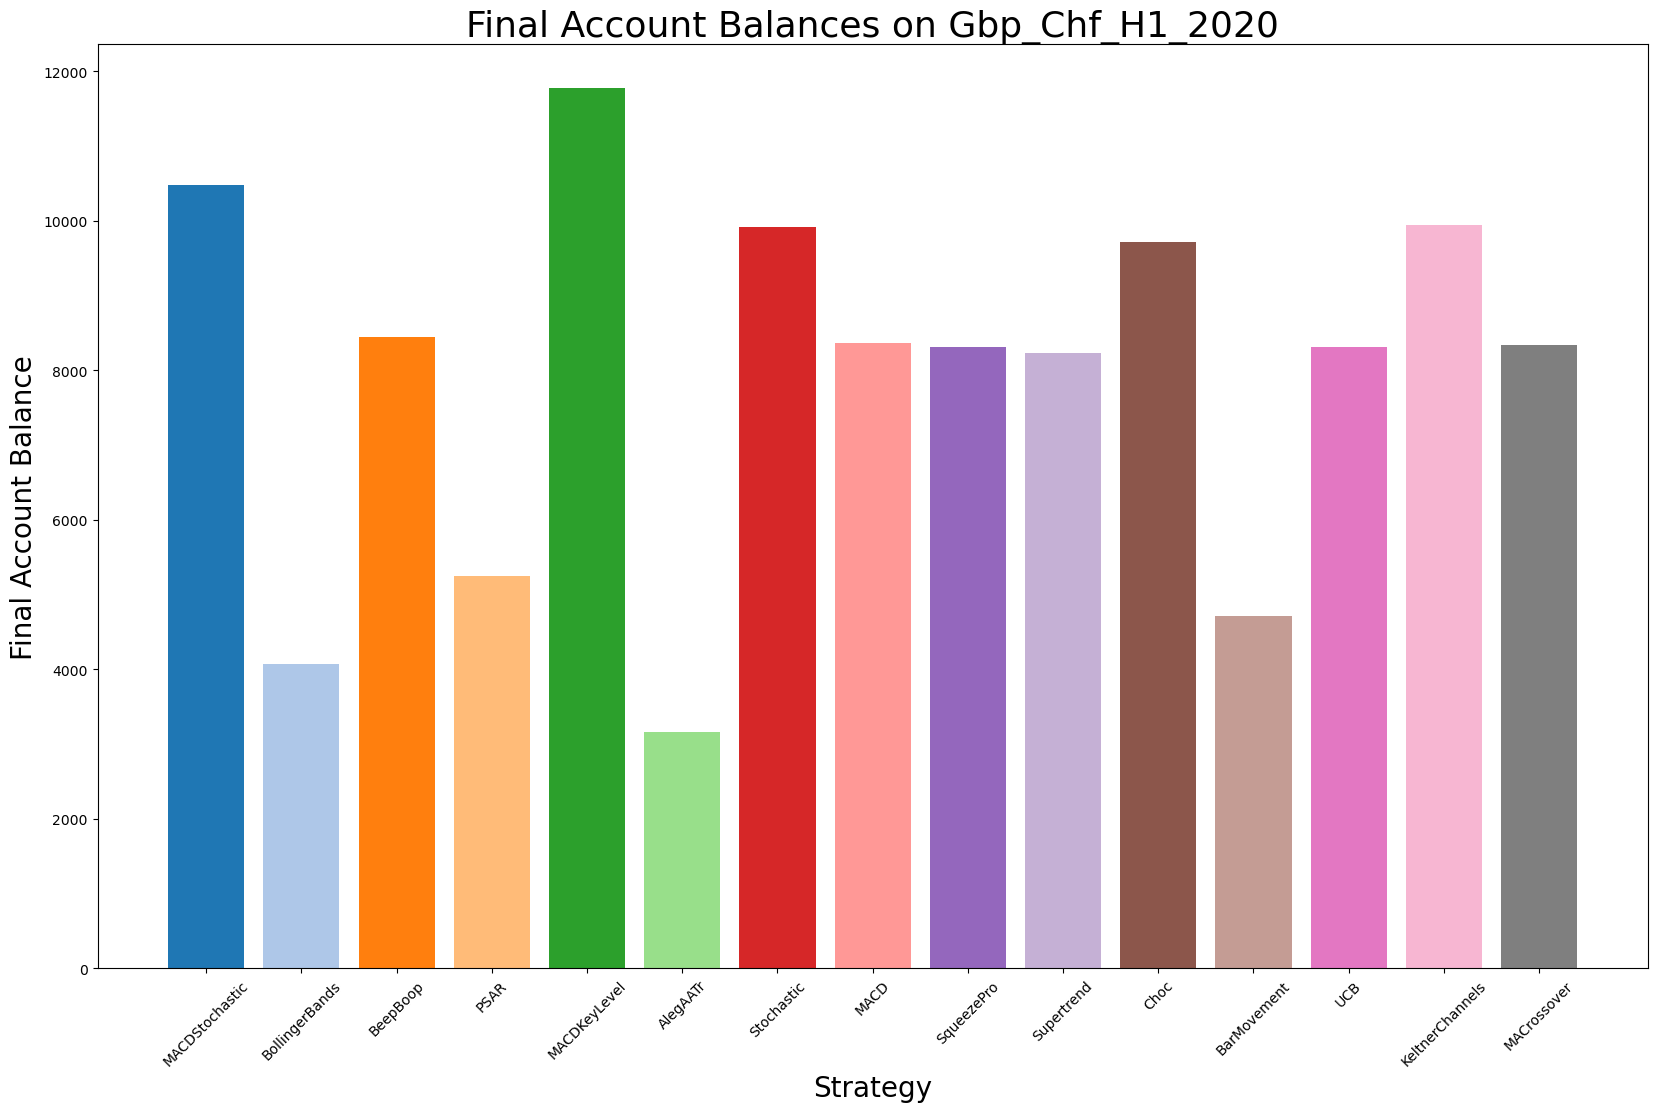 Final Account Balances on Gbp_Chf_H1_2020
Final Account Balance
12000
10000
8000
6000
4000
2000
0
MACDStochastic
BollingerBands
BeepBoop
PSAR
MACDKeyLevel
AlegAATr
Stochastic
MACD
SqueezePro
Supertrend
Choc
BarMovement
UCB
KeltnerChannels
MACrossover
Strategy